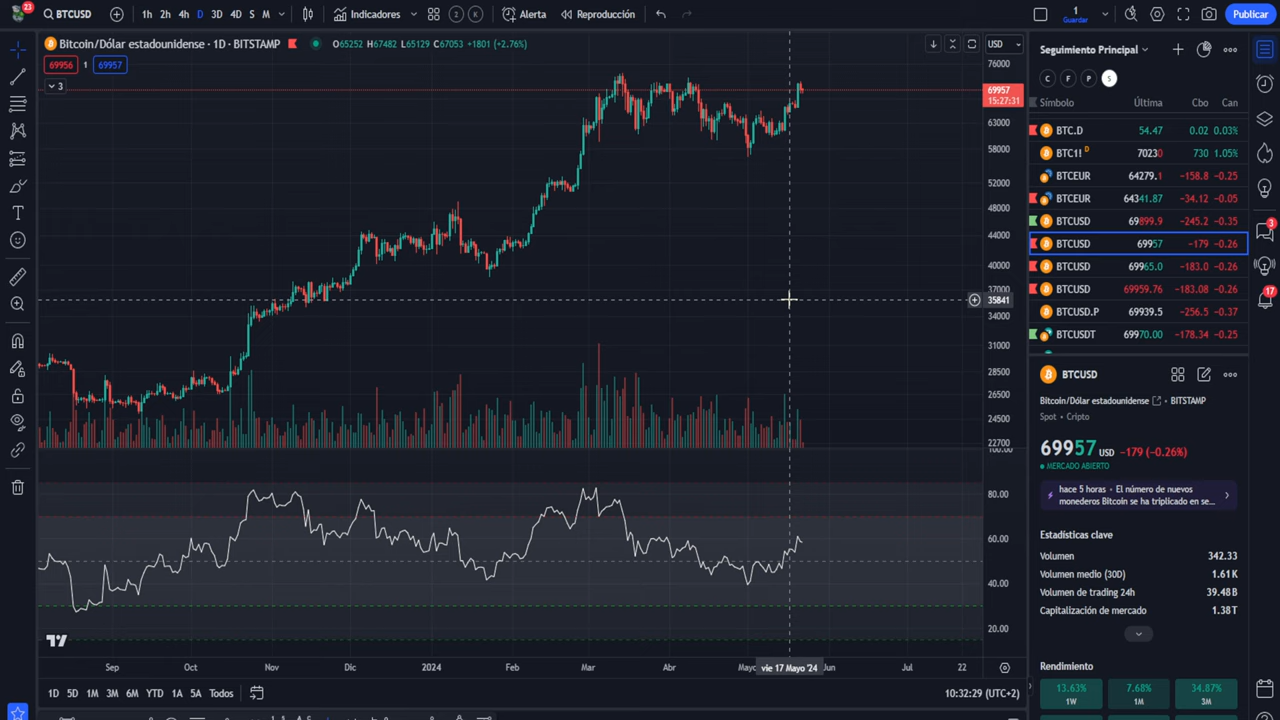 23
BTCUSD
1h 2h 4h D 3D 4D S M
Indicadores
2
K
Alerta
Reproducción
1
Guardar
Publicar
Bitcoin/Dólar estadounidense · 1D · BITSTAMP
O65252 H67482 L65129 C67053 +1801 (+2.76%)
69956 1 69957
3
USD
76000
69957
15:27:31
63000
58000
52000
48000
44000
40000
37000
35841
34000
31000
28500
26500
24500
22700
100.00
80.00
60.00
40.00
20.00
Sep Oct Nov Dic 2024 Feb Mar Abr Mayo vie 17 Mayo '24 Jun Jul 22
1D 5D 1M 3M 6M YTD 1A 5A Todos
10:32:29 (UTC+2)
Seguimiento Principal
C F P S
Símbolo Última Cbo Can
BTC.D 54.47 0.02 0.03%
BTC1! D 70230 730 1.05%
BTCEUR 64279.1 −158.8 −0.25
BTCEUR 64341.87 −34.12 −0.05
BTCUSD 69899.9 −245.2 −0.35
BTCUSD 69957 −179 −0.26
BTCUSD 69965.0 −183.0 −0.26
BTCUSD 69959.76 −183.08 −0.26
BTCUSD.P 69939.5 −256.5 −0.37
BTCUSDT 69970.00 −178.34 −0.25
BTCUSD
Bitcoin/Dólar estadounidense · BITSTAMP
Spot · Cripto
69957 USD −179 (−0.26%)
MERCADO ABIERTO
hace 5 horas · El número de nuevos
monederos Bitcoin se ha triplicado en se...
Estadísticas clave
Volumen 342.33
Volumen medio (30D) 1.61K
Volumen de trading 24h 39.48B
Capitalización de mercado 1.38T
Rendimiento
13.63% 7.68% 34.87%
1W 1M 3M
3
17